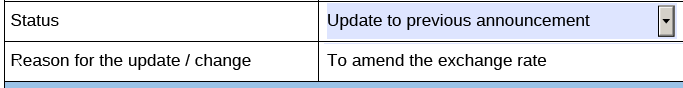 Status
Update to previous announcement
Reason for the update / change
To amend the exchange rate